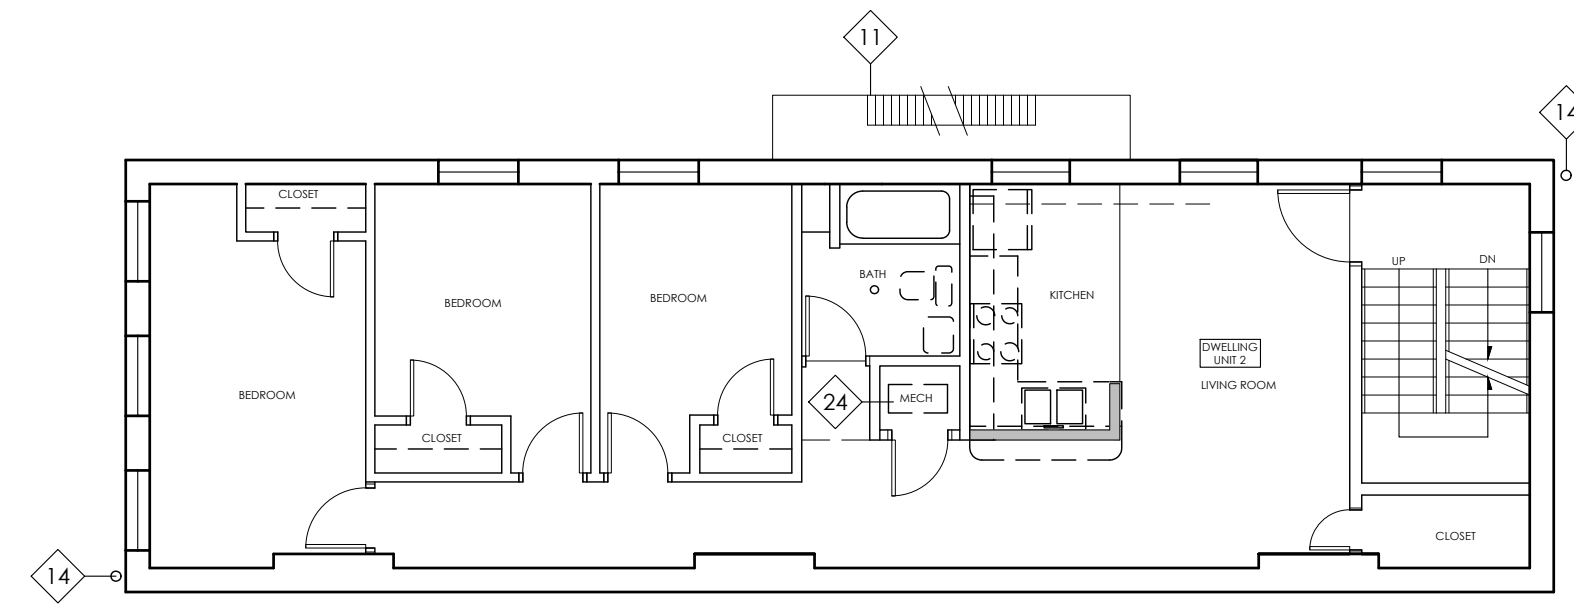 11
14
CLOSET
UP
DN
BATH
BEDROOM
BEDROOM
KITCHEN
DWELLING
UNIT 2
LIVING ROOM
BEDROOM
24
MECH
CLOSET
CLOSET
CLOSET
14